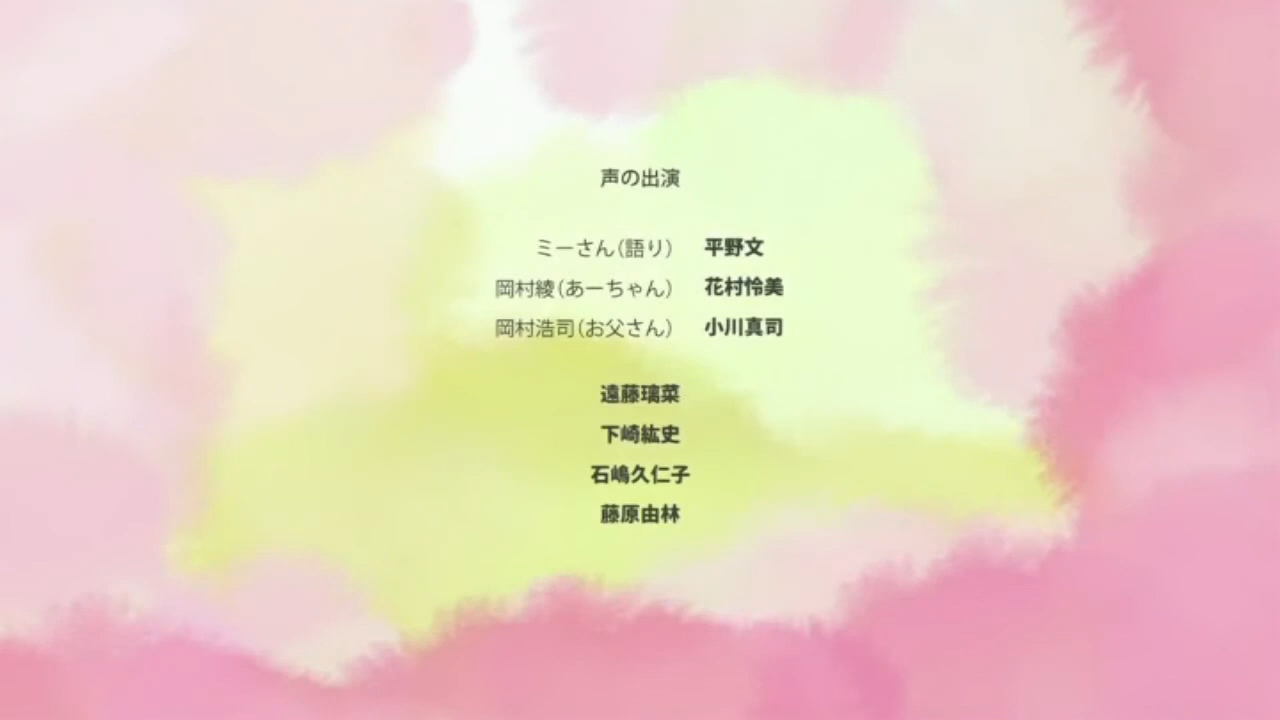 声の出演
ミーさん(語り) 平野文
岡村綾(あーちゃん) 花村怜美
岡村浩司(お父さん) 小川真司
遠藤璃菜
下崎紘史
石嶋久仁子
藤原由林